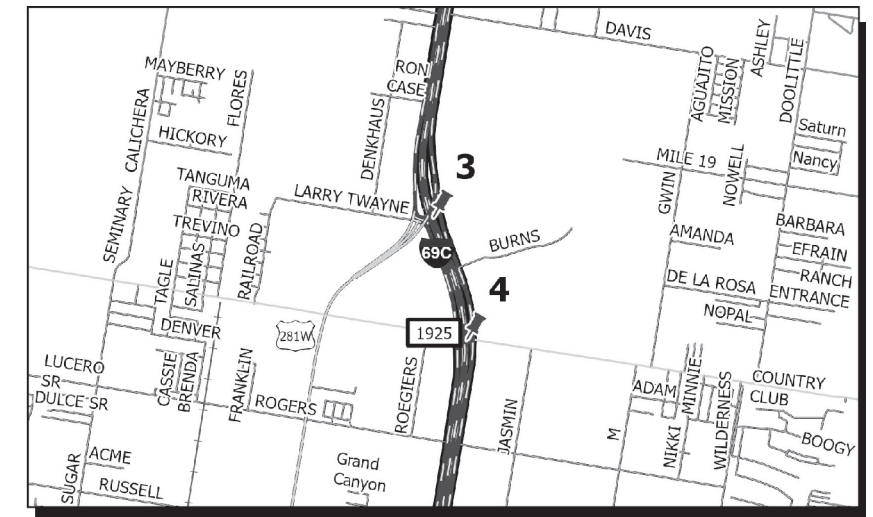 DAVIS
ASHLEY
MAYBERRY
RON
CASE
AGUAJITO
MISSION
DOOLITTLE
FLORES
CALICHERA
DENKHAUS
Saturn
HICKORY
MILE 19
Nancy
3
NOWELL
TANGUMA
RIVERA
LARRY TWAYNE
GWIN
SEMINARY
TREVINO
BARBARA
BURNS
AMANDA
EFRAIN
69C
RAILROAD
SALINAS
TAGLE
RANCH
DE LA ROSA
ENTRANCE
4
NOPAL
DENVER
281W
1925
LUCERO
SR
CASSIE
BRENDA
FRANKLIN
ROEGIERS
COUNTRY
CLUB
ADAM
MINNIE
WILDERNESS
DULCE SR
ROGERS
JASMIN
M
NIKKI
BOOGY
ACME
Grand
Canyon
SUGAR
RUSSELL